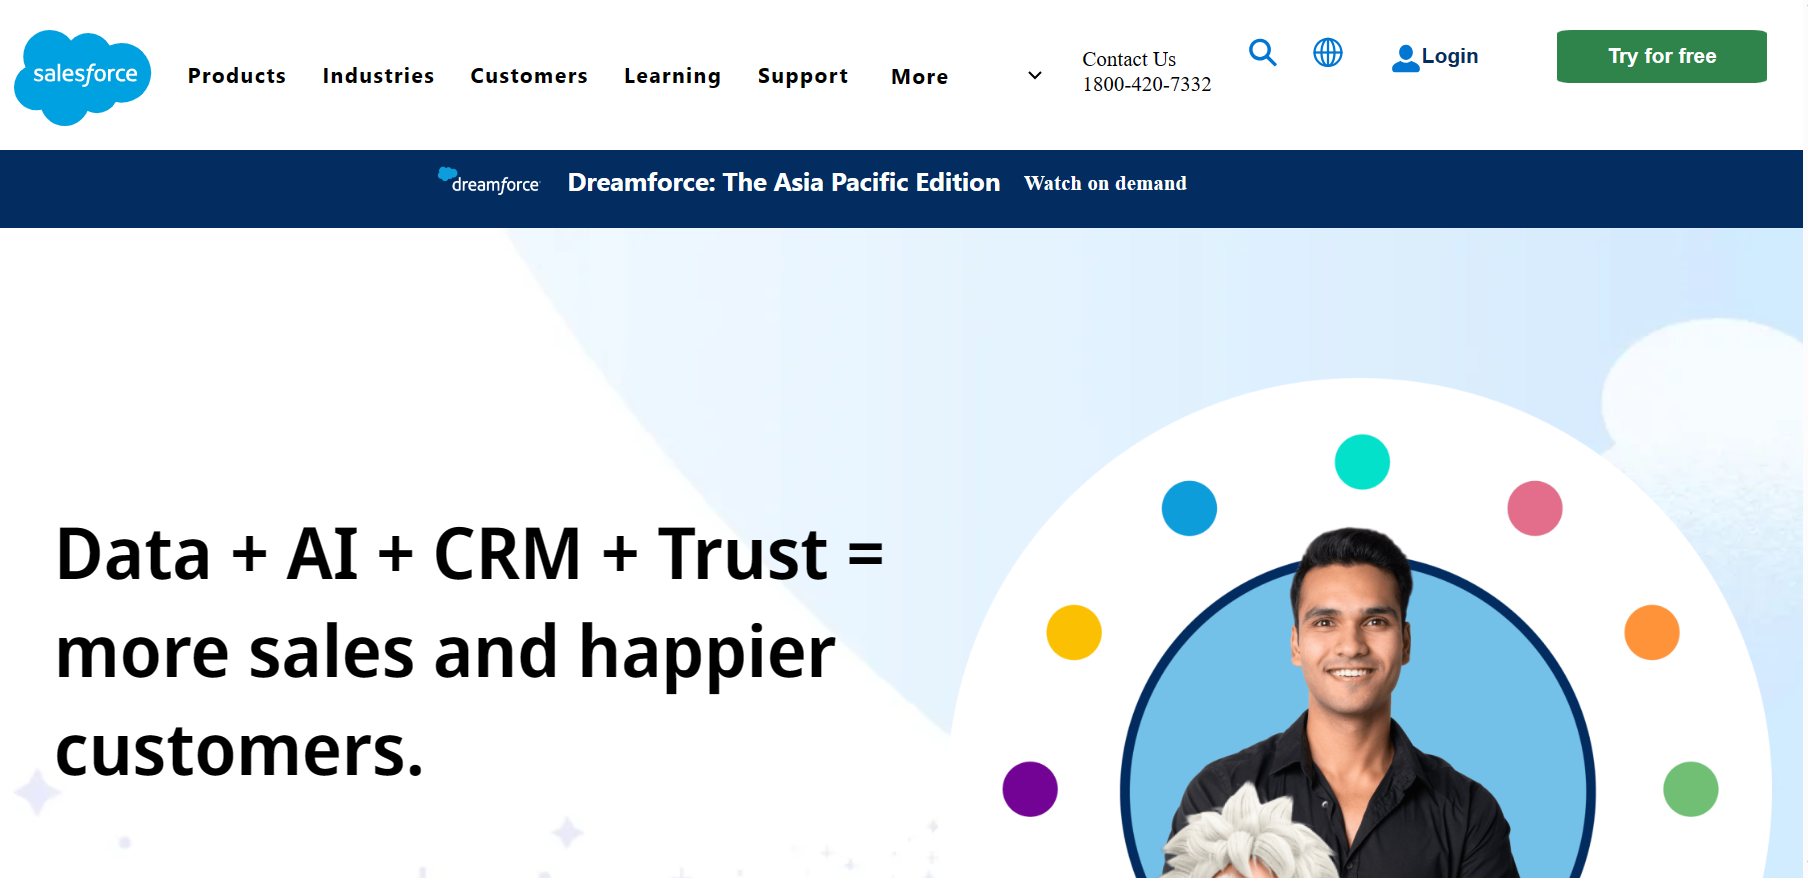 salesforce
Products Industries Customers Learning Support More
Contact Us
1800-420-7332
Login
Try for free
dreamforce
Dreamforce: The Asia Pacific Edition Watch on demand
Data + AI + CRM + Trust =
more sales and happier
customers.